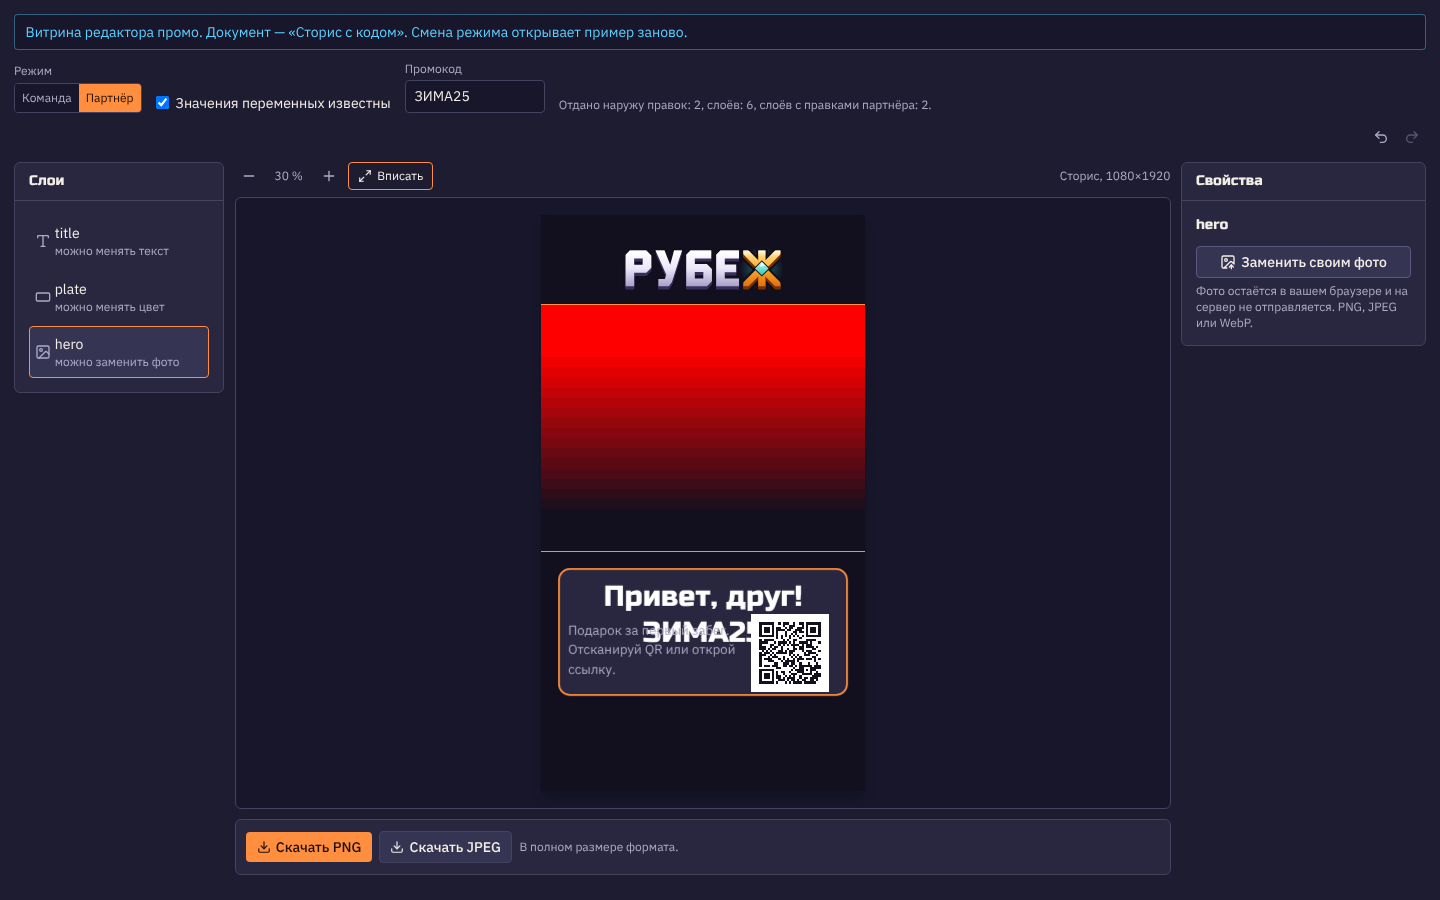 Витрина редактора промо. Документ — «Сторис с кодом». Смена режима открывает пример заново.
Режим
Команда
Партнёр
Значения переменных известны
Промокод
ЗИМА25
Отдано наружу правок: 2, слоёв: 6, слоёв с правками партнёра: 2.
Слои
title
можно менять текст
plate
можно менять цвет
hero
можно заменить фото
30 %
Вписать
Сторис, 1080×1920
РУБЕЖ
Привет, друг!
ЗИМА25
Подарок за первый забег.
Отсканируй QR или открой
ссылку.
Скачать PNG
Скачать JPEG
В полном размере формата.
Свойства
hero
Заменить своим фото
Фото остаётся в вашем браузере и на
сервер не отправляется. PNG, JPEG
или WebP.